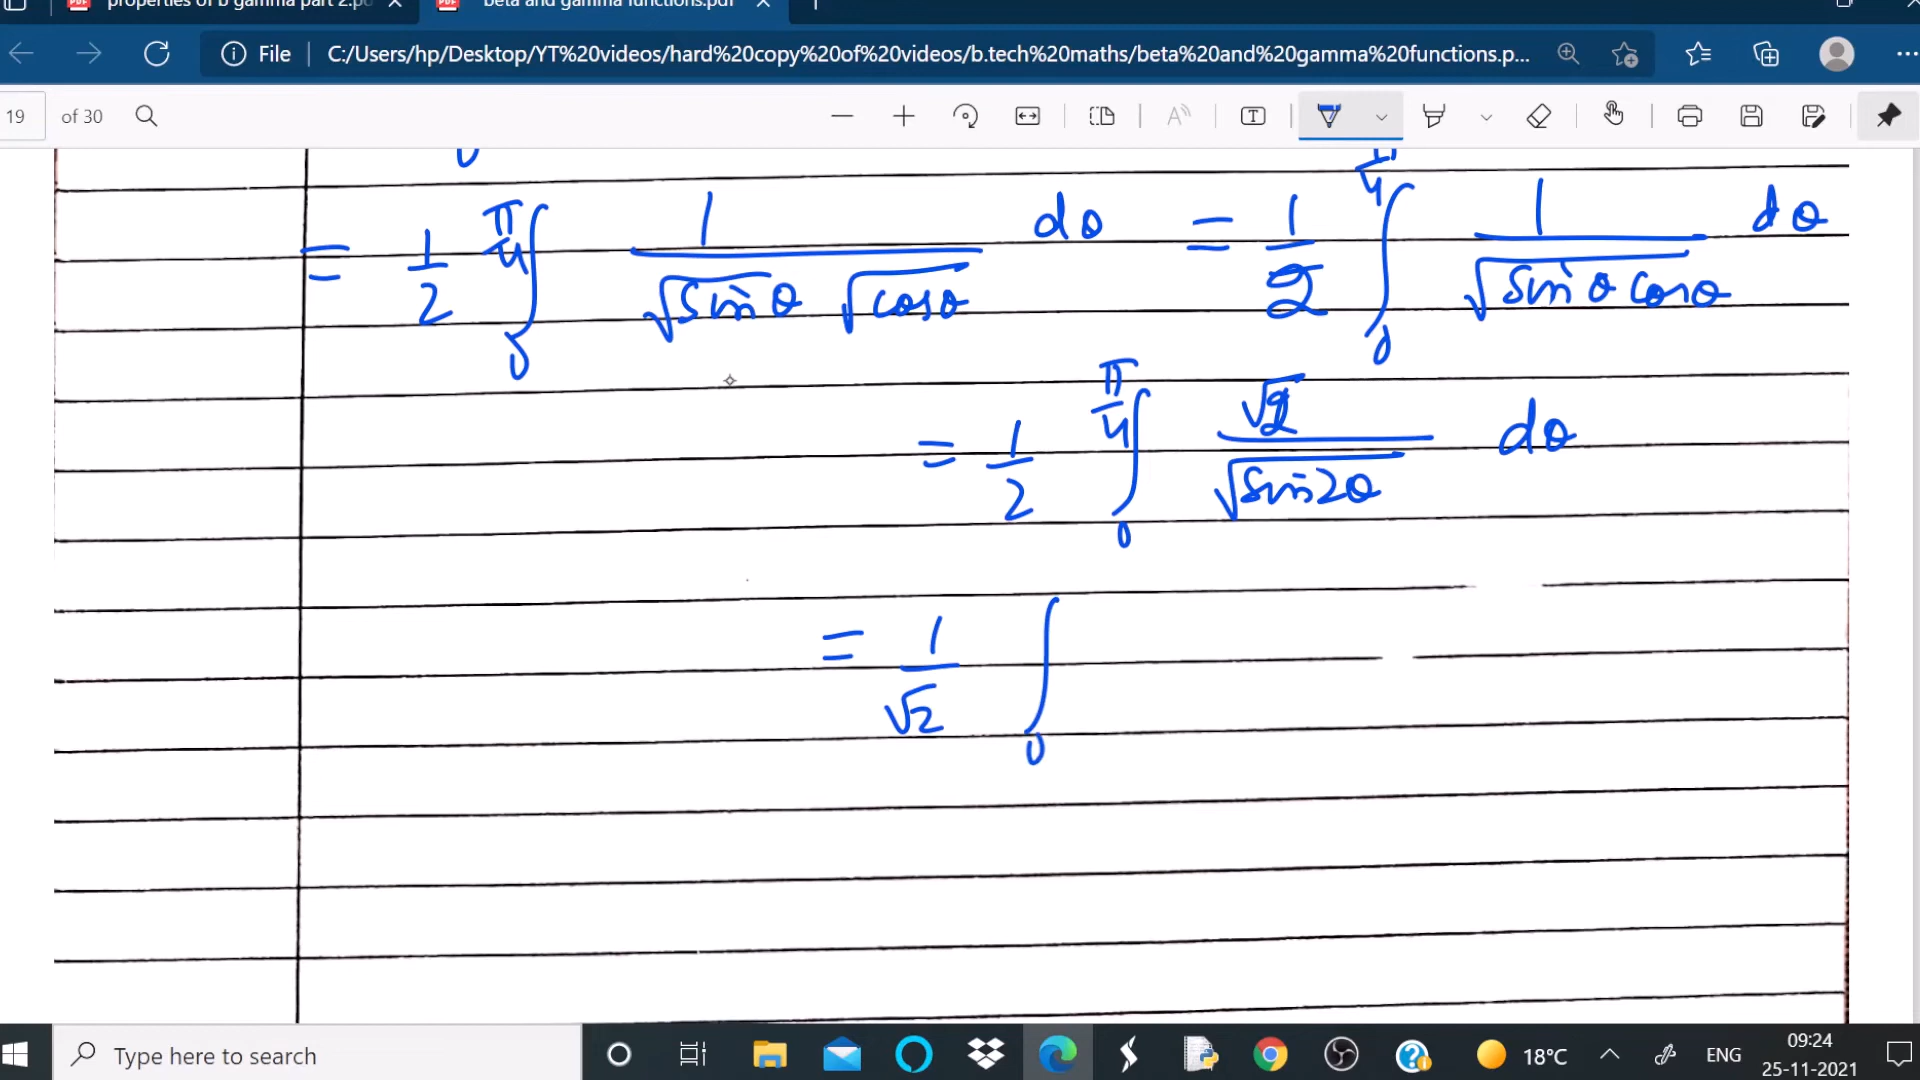 properties of b gamma part 2.pd
beta and gamma functions.pdf
File C:/Users/hp/Desktop/YT%20videos/hard%20copy%20of%20videos/b.tech%20maths/beta%20and%20gamma%20functions.p...
19 of 30
= 1/2 ∫_0^{π/4} 1/(√sinθ √cosθ) dθ = 1/2 ∫_0^{π/4} 1/√(sinθ cosθ) dθ
= 1/2 ∫_0^{π/4} √2/√(sin2θ) dθ
= 1/√2 ∫_0
Type here to search
18°C ENG 09:24
25-11-2021